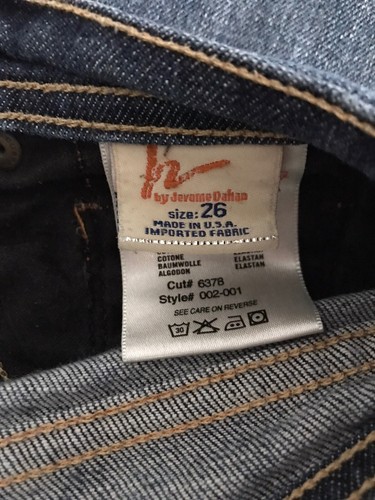 by Jerome Dahan
size: 26
MADE IN U.S.A.
IMPORTED FABRIC
COTONE ELASTAN
BAUMWOLLE ELASTAN
ALGODON
Cut# 6378
Style# 002-001
SEE CARE ON REVERSE
30